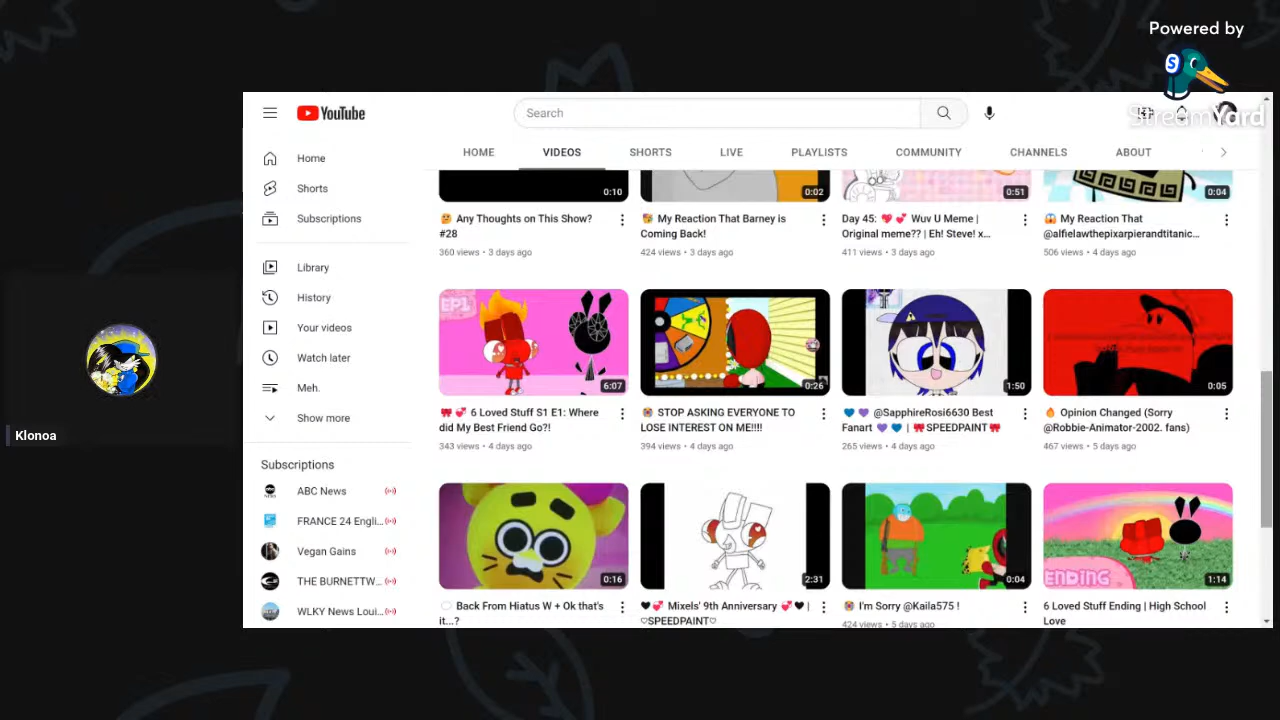 Powered by
S
StreamYard
YouTube
Search
HOME
VIDEOS
SHORTS
LIVE
PLAYLISTS
COMMUNITY
CHANNELS
ABOUT
Home
Shorts
Subscriptions
Library
History
Your videos
Watch later
Meh.
Show more
Subscriptions
ABC News
FRANCE 24 Engli...
Vegan Gains
THE BURNETTW...
WLKY News Loui...
Klonoa
0:10
0:02
0:51
0:04
🤔 Any Thoughts on This Show?
#28
360 views • 3 days ago
My Reaction That Barney is
Coming Back!
424 views • 3 days ago
Day 45: 💖 💞 Wuv U Meme |
Original meme?? | Eh! Steve! x...
411 views • 3 days ago
😱 My Reaction That
@alfielawthepixarpierandtitanic...
506 views • 4 days ago
EP1
6:07
0:26
1:50
0:05
🎀 💞 6 Loved Stuff S1 E1: Where
did My Best Friend Go?!
343 views • 4 days ago
😭 STOP ASKING EVERYONE TO
LOSE INTEREST ON ME!!!!
394 views • 4 days ago
💙 💜 @SapphireRosi6630 Best
Fanart 💜 💙 | 🎀SPEEDPAINT🎀
265 views • 4 days ago
🔥 Opinion Changed (Sorry
@Robbie-Animator-2002. fans)
467 views • 5 days ago
0:16
2:31
0:04
ENDING
1:14
Back From Hiatus W + Ok that's
it...?
🖤💞 Mixels' 9th Anniversary 💞🖤 |
♡SPEEDPAINT♡
😭 I'm Sorry @Kaila575 !
424 views • 5 days ago
6 Loved Stuff Ending | High School
Love